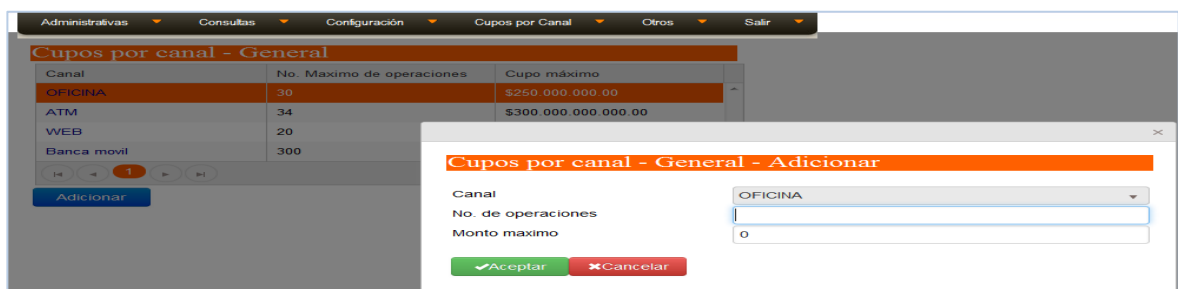 Administrativas Consultas Configuración Cupos por Canal Otros Salir
Cupos por canal - General
Canal No. Maximo de operaciones Cupo máximo
OFICINA 30 $250.000.000.00
ATM 34 $300.000.000.000.00
WEB 20
Banca movil 300
1
Adicionar
×
Cupos por canal - General - Adicionar
Canal OFICINA
No. de operaciones
Monto maximo 0
Aceptar Cancelar